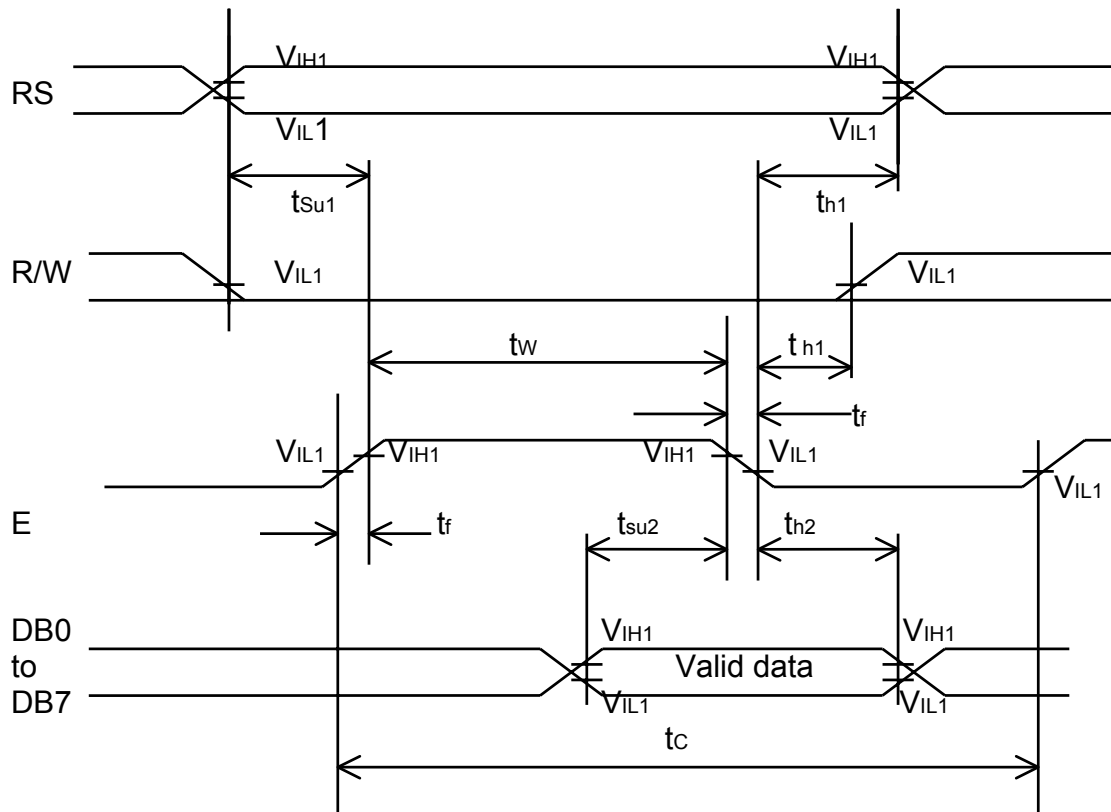 VIH1 VIH1
RS
VIL1 VIL1
tSu1 th1
R/W VIL1 VIL1
tW th1
tf
VIL1 VIH1 VIH1 VIL1 VIL1
E tf tsu2 th2
DB0 VIH1 VIH1
to Valid data
DB7 VIL1 VIL1
tC